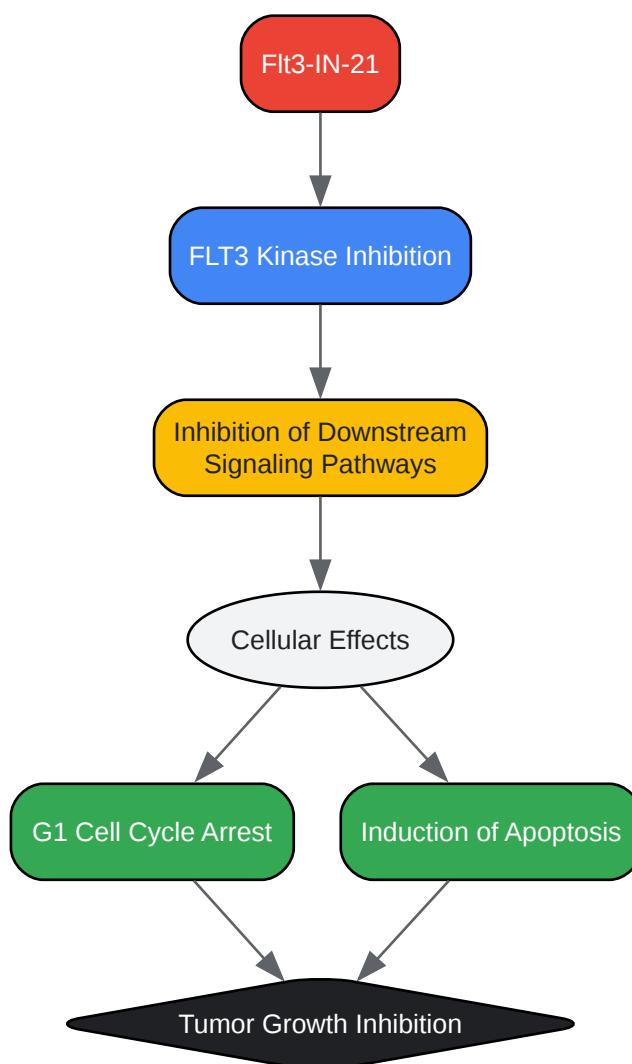 Flt3-IN-21
FLT3 Kinase Inhibition
Inhibition of Downstream
Signaling Pathways
Cellular Effects
G1 Cell Cycle Arrest
Induction of Apoptosis
Tumor Growth Inhibition